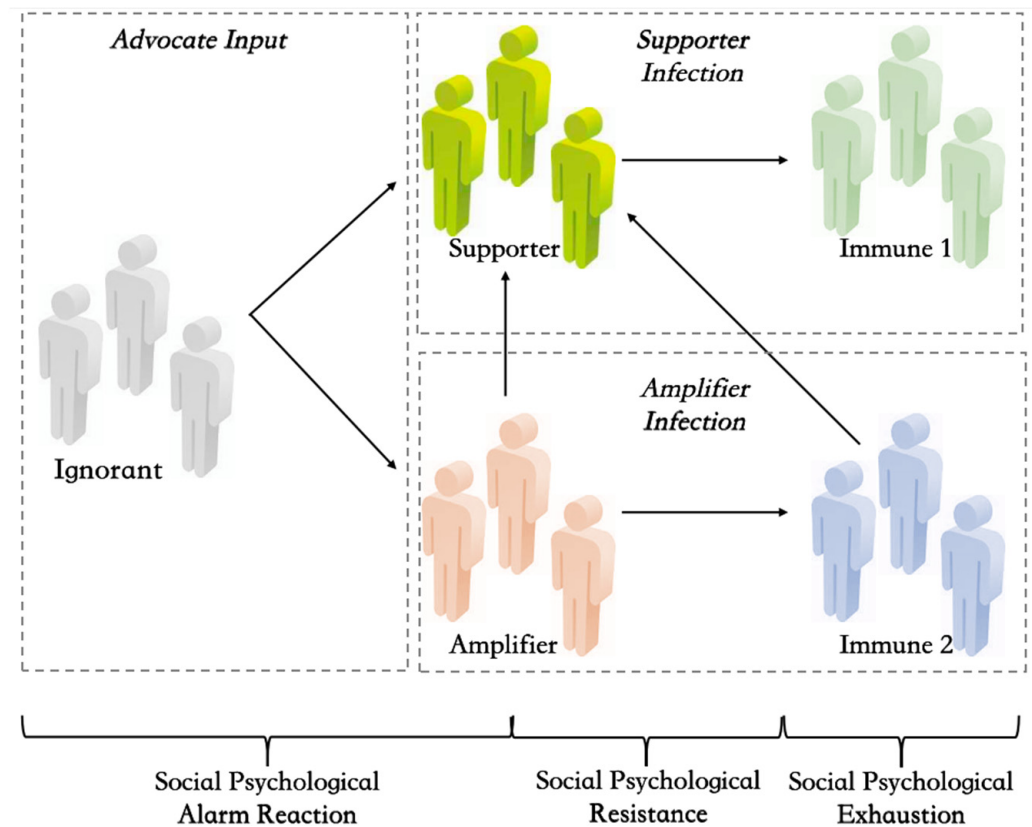 Advocate Input
Supporter
Infection
Supporter
Immune 1
Ignorant
Amplifier
Infection
Amplifier
Immune 2
Social Psychological
Alarm Reaction
Social Psychological
Resistance
Social Psychological
Exhaustion